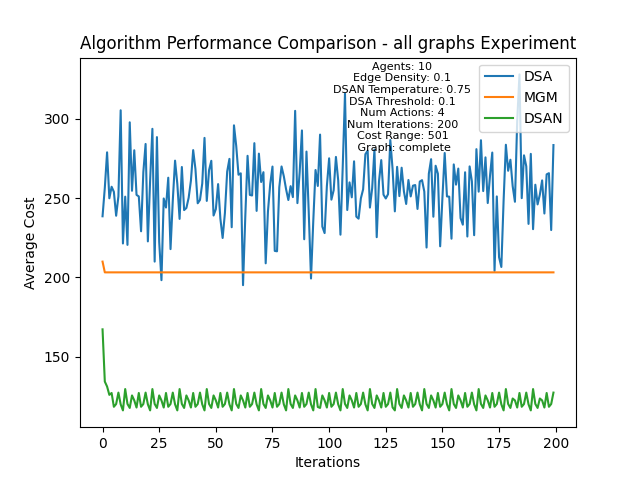 Algorithm Performance Comparison - all graphs Experiment
Agents: 10
Edge Density: 0.1
DSAN Temperature: 0.75
DSA Threshold: 0.1
Num Actions: 4
Num Iterations: 200
Cost Range: 501
Graph: complete
DSA
MGM
DSAN
Average Cost
300
250
200
150
0
25
50
75
100
125
150
175
200
Iterations